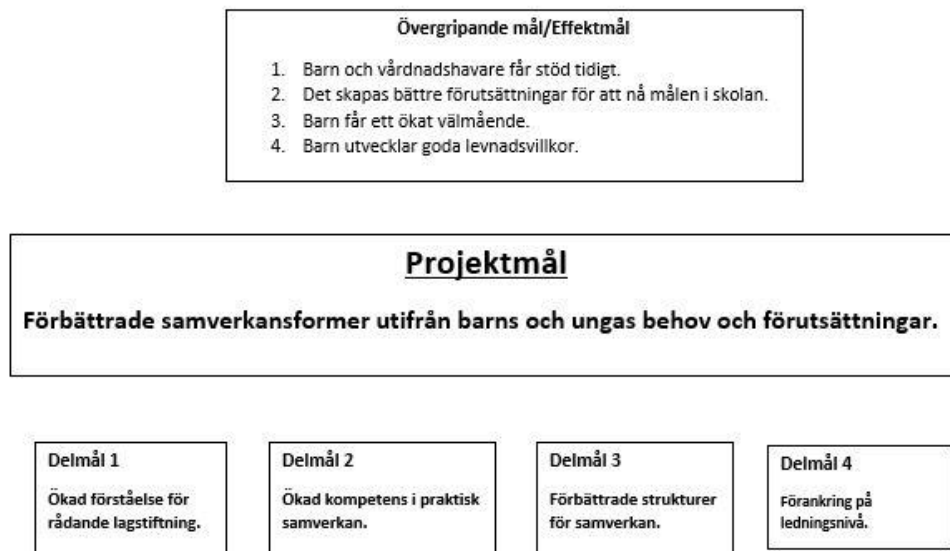 Övergripande mål/Effektmål
1. Barn och vårdnadshavare får stöd tidigt.
2. Det skapas bättre förutsättningar för att nå målen i skolan.
3. Barn får ett ökat välmående.
4. Barn utvecklar goda levnadsvillkor.
Projektmål
Förbättrade samverkansformer utifrån barns och ungas behov och förutsättningar.
Delmål 1
Ökad förståelse för
rådande lagstiftning.
Delmål 2
Ökad kompetens i praktisk
samverkan.
Delmål 3
Förbättrade strukturer
för samverkan.
Delmål 4
Förankring på
ledningsnivå.